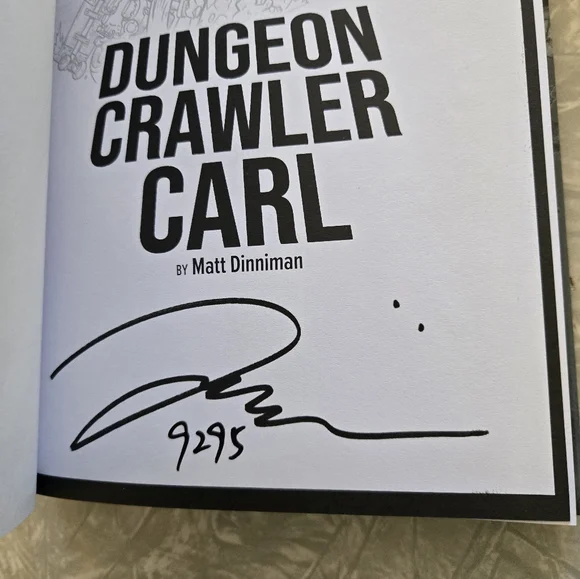 DUNGEON
CRAWLER
CARL
BY Matt Dinniman
9295